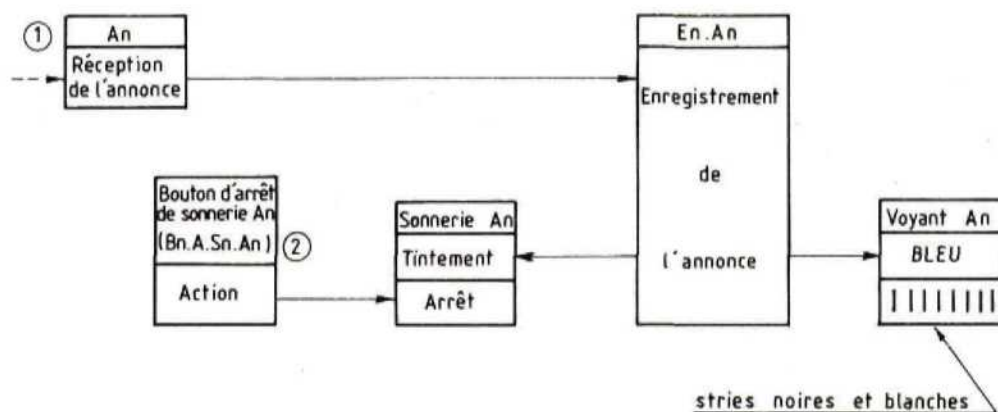 1
An
Réception
de l'annonce
En.An
Enregistrement
de
l'annonce
Bouton d'arrêt
de sonnerie An
(Bn.A.Sn.An)
2
Action
Sonnerie An
Tintement
Arrêt
Voyant An
BLEU
stries noires et blanches